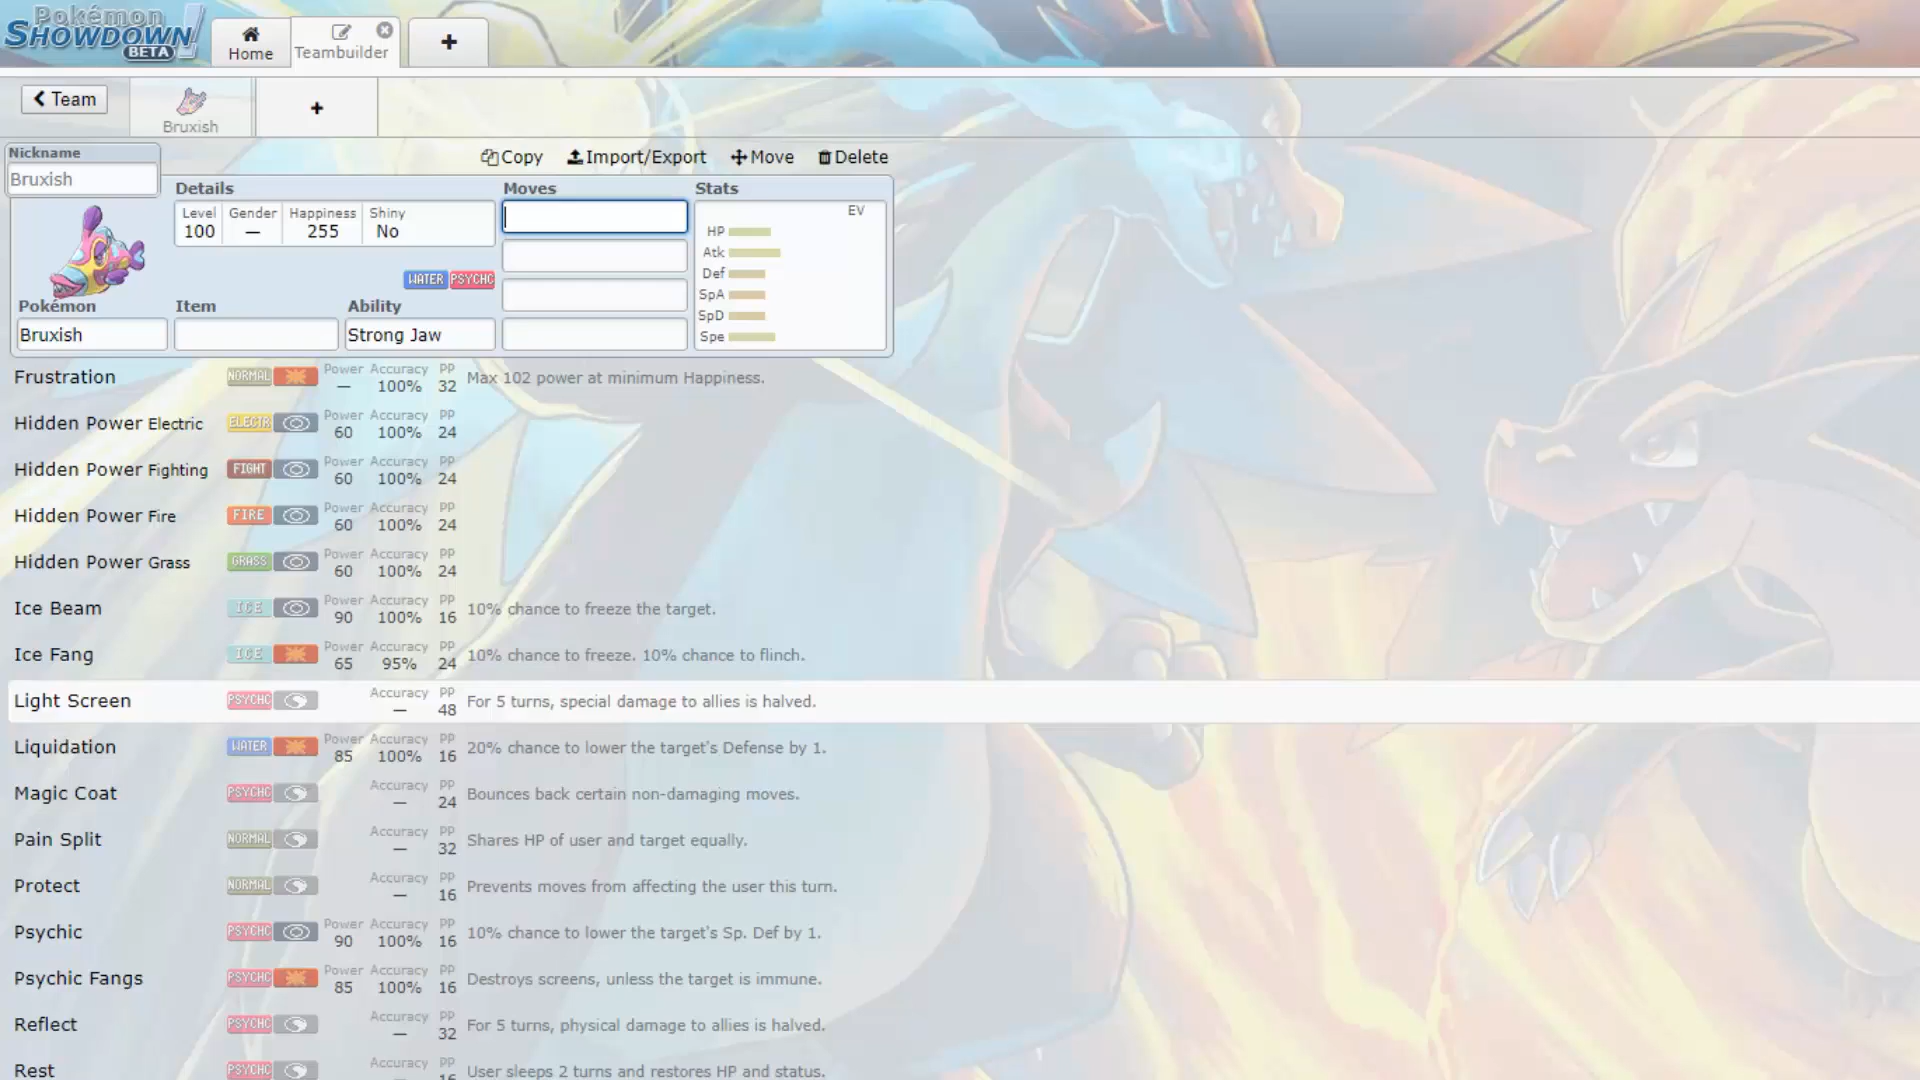 Pokémon
SHOWDOWN!
BETA
Home
Teambuilder
+
Team
Bruxish
+
Nickname
Bruxish
Copy Import/Export Move Delete
Details Moves Stats
Level Gender Happiness Shiny
100 — 255 No
EV
HP
Atk
Def
SpA
SpD
Spe
WATER PSYCHC
Pokémon Item Ability
Bruxish Strong Jaw
Frustration NORMAL Power — Accuracy 100% PP 32 Max 102 power at minimum Happiness.
Hidden Power Electric ELECTR Power 60 Accuracy 100% PP 24
Hidden Power Fighting FIGHT Power 60 Accuracy 100% PP 24
Hidden Power Fire FIRE Power 60 Accuracy 100% PP 24
Hidden Power Grass GRASS Power 60 Accuracy 100% PP 24
Ice Beam ICE Power 90 Accuracy 100% PP 16 10% chance to freeze the target.
Ice Fang ICE Power 65 Accuracy 95% PP 24 10% chance to freeze. 10% chance to flinch.
Light Screen PSYCHC Accuracy — PP 48 For 5 turns, special damage to allies is halved.
Liquidation WATER Power 85 Accuracy 100% PP 16 20% chance to lower the target's Defense by 1.
Magic Coat PSYCHC Accuracy — PP 24 Bounces back certain non-damaging moves.
Pain Split NORMAL Accuracy — PP 32 Shares HP of user and target equally.
Protect NORMAL Accuracy — PP 16 Prevents moves from affecting the user this turn.
Psychic PSYCHC Power 90 Accuracy 100% PP 16 10% chance to lower the target's Sp. Def by 1.
Psychic Fangs PSYCHC Power 85 Accuracy 100% PP 16 Destroys screens, unless the target is immune.
Reflect PSYCHC Accuracy — PP 32 For 5 turns, physical damage to allies is halved.
Rest PSYCHC Accuracy — PP 16 User sleeps 2 turns and restores HP and status.